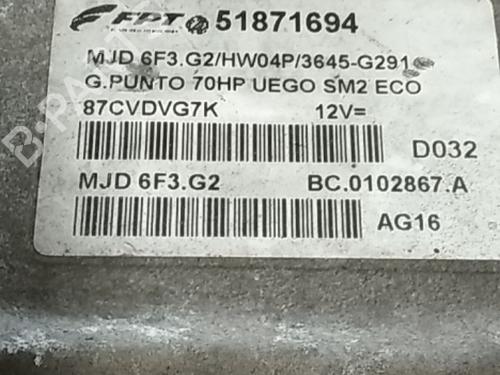 FPT 51871694
MJD 6F3.G2/HW04P/3645-G291
G.PUNTO 70HP UEGO SM2 ECO
87CVDVG7K 12V=
D032
MJD 6F3.G2 BC.0102867.A
AG16
B-PARTS